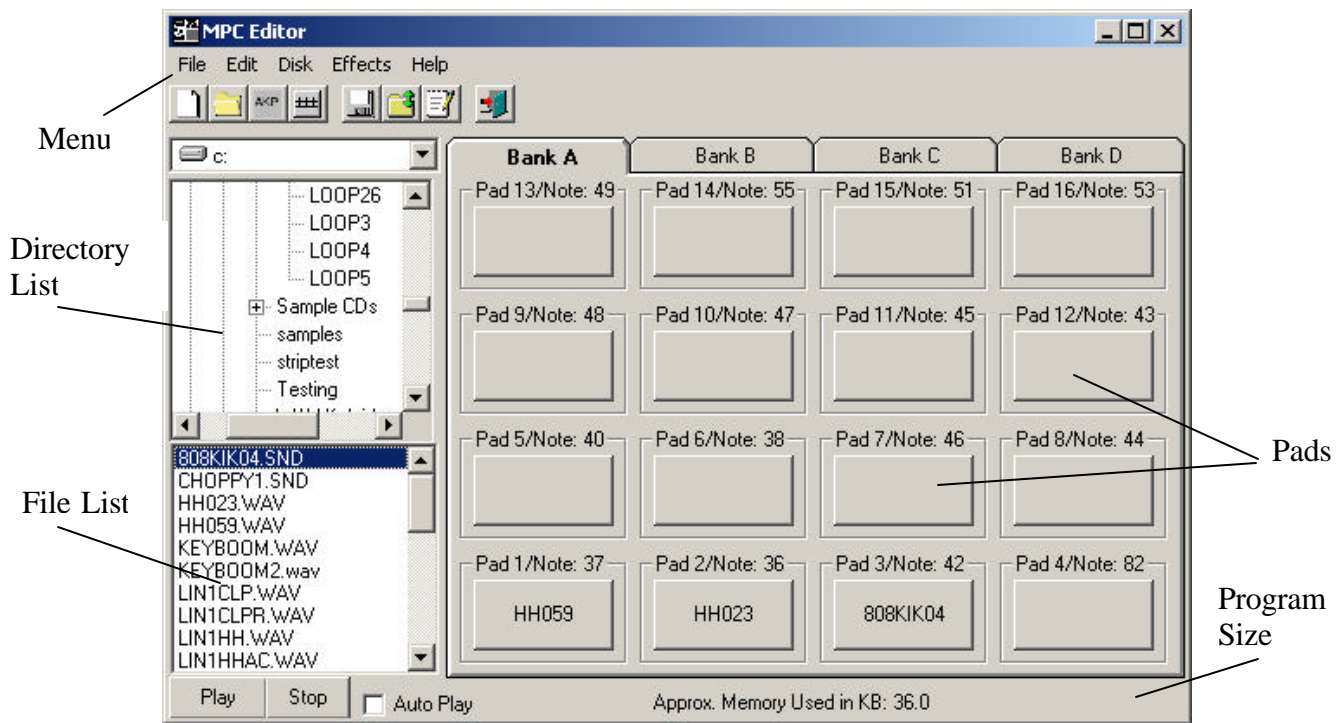 MPC Editor
File Edit Disk Effects Help
AKP
Menu
c:
Bank A Bank B Bank C Bank D
LOOP26
LOOP3
LOOP4
LOOP5
Sample CDs
samples
striptest
Testing
Directory
List
Pad 13/Note: 49 Pad 14/Note: 55 Pad 15/Note: 51 Pad 16/Note: 53
Pad 9/Note: 48 Pad 10/Note: 47 Pad 11/Note: 45 Pad 12/Note: 43
Pad 5/Note: 40 Pad 6/Note: 38 Pad 7/Note: 46 Pad 8/Note: 44
Pads
808KIK04.SND
CHOPPY1.SND
HH023.WAV
HH059.WAV
KEYBOOM.WAV
KEYBOOM2.wav
LIN1CLP.WAV
LIN1CLPR.WAV
LIN1HH.WAV
LIN1HHAC.WAV
File List
Pad 1/Note: 37 Pad 2/Note: 36 Pad 3/Note: 42 Pad 4/Note: 82
HH059 HH023 808KIK04
Program
Size
Play Stop Auto Play Approx. Memory Used in KB: 36.0